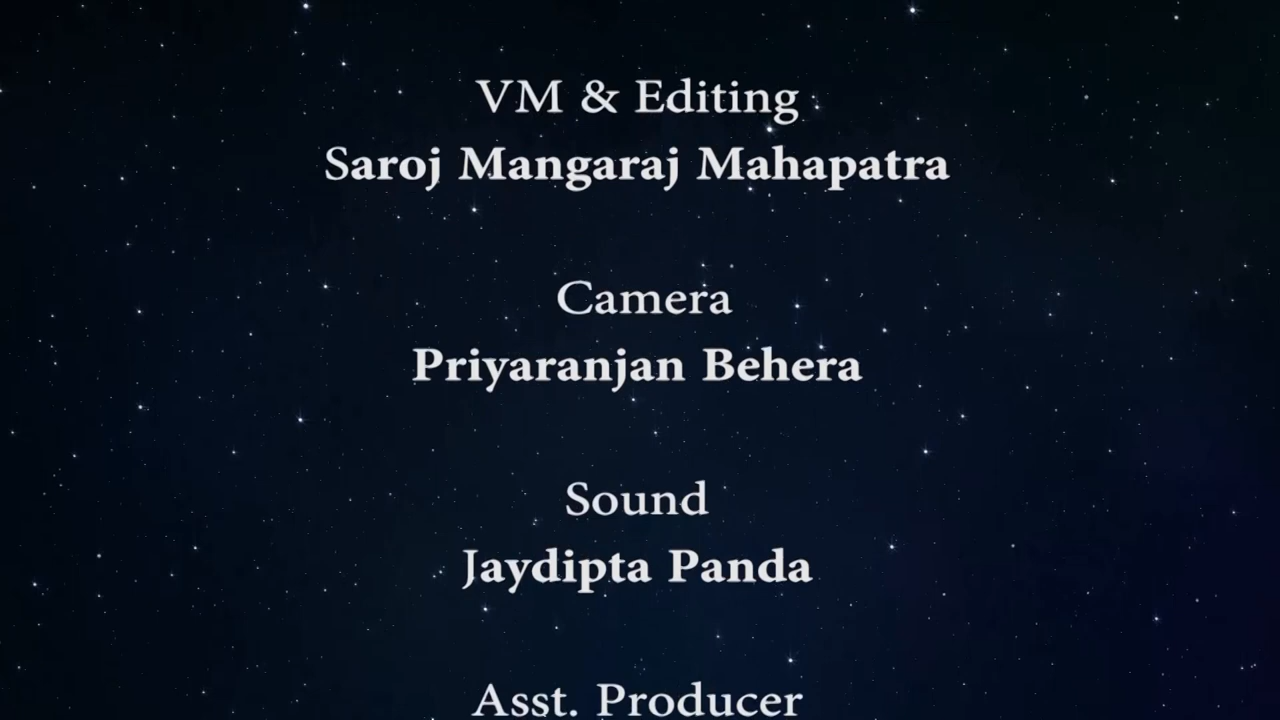 VM & Editing
Saroj Mangaraj Mahapatra
Camera
Priyaranjan Behera
Sound
Jaydipta Panda
Asst. Producer